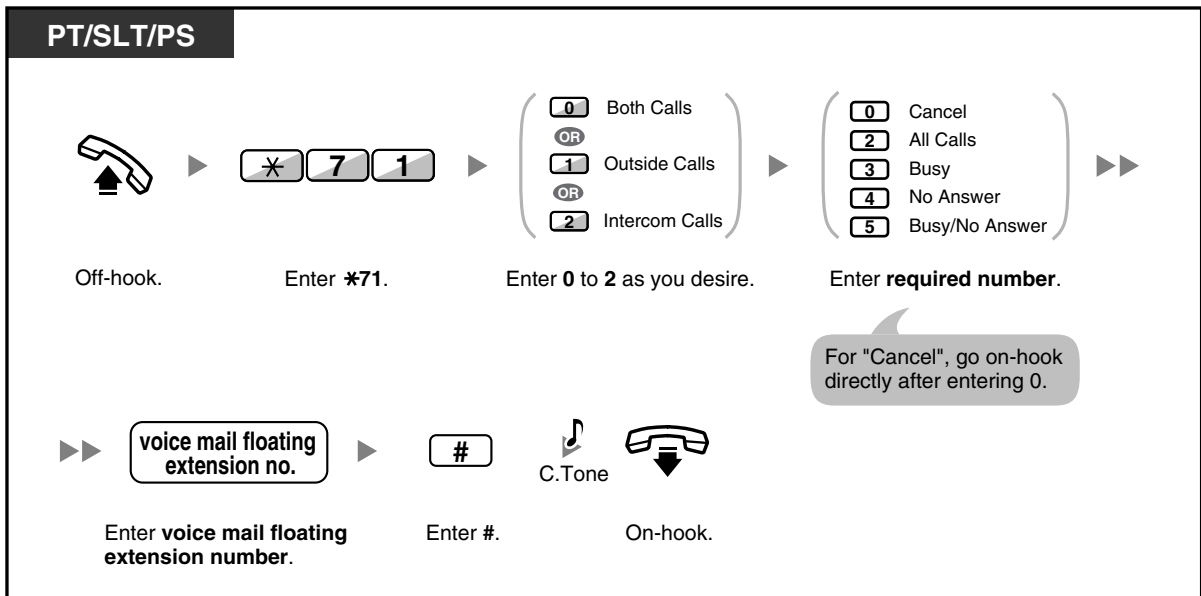 PT/SLT/PS
0 Both Calls
OR
1 Outside Calls
OR
2 Intercom Calls
0 Cancel
2 All Calls
3 Busy
4 No Answer
5 Busy/No Answer
* 7 1
Off-hook.
Enter *71.
Enter 0 to 2 as you desire.
Enter required number.
For "Cancel", go on-hook
directly after entering 0.
voice mail floating
extension no.
#
C.Tone
Enter voice mail floating
extension number.
Enter #.
On-hook.